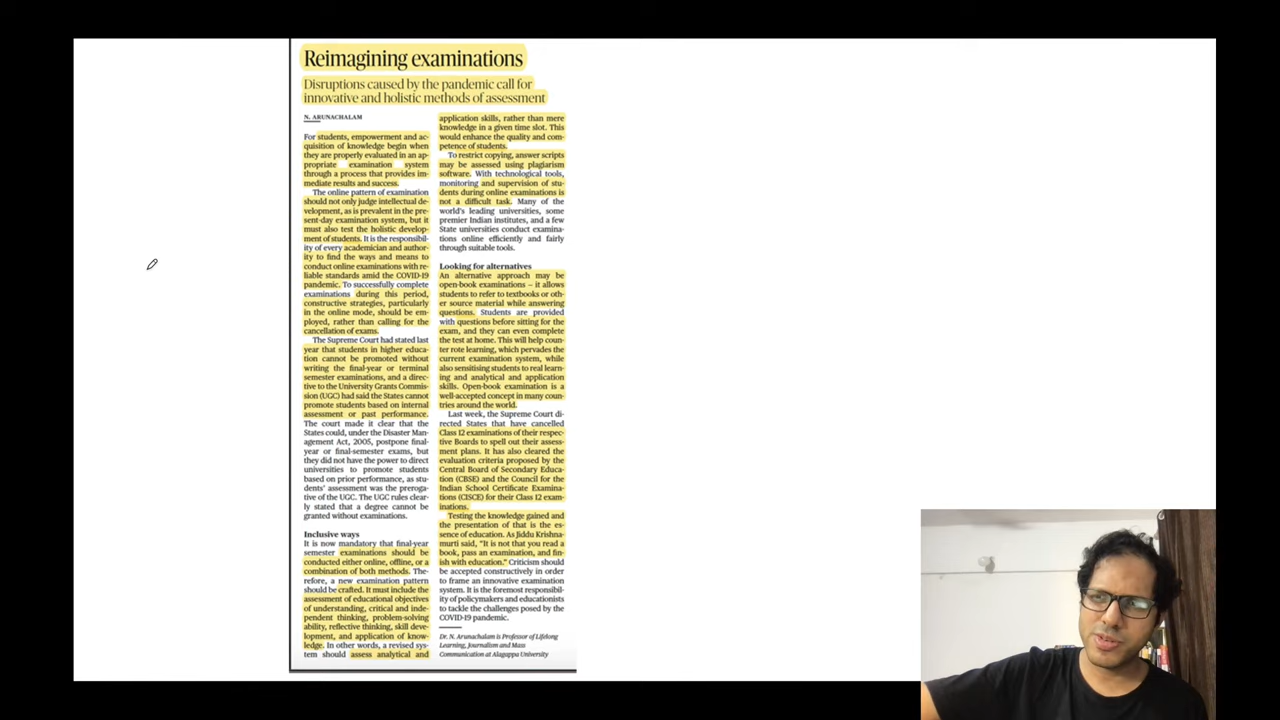 Reimagining examinations
Disruptions caused by the pandemic call for
innovative and holistic methods of assessment
N. ARUNACHALAM
For students, empowerment and ac-
quisition of knowledge begin when
they are properly evaluated in an ap-
propriate examination system
through a process that provides im-
mediate results and success.
The online pattern of examination
should not only judge intellectual de-
velopment, as is prevalent in the pre-
sent-day examination system, but it
must also test the holistic develop-
ment of students. It is the responsibil-
ity of every academician and author-
ity to find the ways and means to
conduct online examinations with re-
liable standards amid the COVID-19
pandemic. To successfully complete
examinations during this period,
constructive strategies, particularly
in the online mode, should be em-
ployed, rather than calling for the
cancellation of exams.
The Supreme Court had stated last
year that students in higher educa-
tion cannot be promoted without
writing the final-year or terminal
semester examinations, and a direc-
tive to the University Grants Commis-
sion (UGC) had said the States cannot
promote students based on internal
assessment or past performance.
The court made it clear that the
States could, under the Disaster Man-
agement Act, 2005, postpone final-
year or final-semester exams, but
they did not have the power to direct
universities to promote students
based on prior performance, as stu-
dents' assessment was the preroga-
tive of the UGC. The UGC rules clear-
ly stated that a degree cannot be
granted without examinations.
Inclusive ways
It is now mandatory that final-year
semester examinations should be
conducted either online, offline, or a
combination of both methods. The-
refore, a new examination pattern
should be crafted. It must include the
assessment of educational objectives
of understanding, critical and inde-
pendent thinking, problem-solving
ability, reflective thinking, skill deve-
lopment, and application of know-
ledge. In other words, a revised sys-
tem should assess analytical and
application skills, rather than mere
knowledge in a given time slot. This
would enhance the quality and com-
petence of students.
To restrict copying, answer scripts
may be assessed using plagiarism
software. With technological tools,
monitoring and supervision of stu-
dents during online examinations is
not a difficult task. Many of the
world's leading universities, some
premier Indian institutes, and a few
State universities conduct examina-
tions online efficiently and fairly
through suitable tools.
Looking for alternatives
An alternative approach may be
open-book examinations – it allows
students to refer to textbooks or oth-
er source material while answering
questions. Students are provided
with questions before sitting for the
exam, and they can even complete
the test at home. This will help coun-
ter rote learning, which pervades the
current examination system, while
also sensitising students to real learn-
ing and analytical and application
skills. Open-book examination is a
well-accepted concept in many coun-
tries around the world.
Last week, the Supreme Court di-
rected States that have cancelled
Class 12 examinations of their respec-
tive Boards to spell out their assess-
ment plans. It has also cleared the
evaluation criteria proposed by the
Central Board of Secondary Educa-
tion (CBSE) and the Council for the
Indian School Certificate Examina-
tions (CISCE) for their Class 12 exam-
inations.
Testing the knowledge gained and
the presentation of that is the es-
sence of education. As Jiddu Krishna-
murti said, "It is not that you read a
book, pass an examination, and fin-
ish with education." Criticism should
be accepted constructively in order
to frame an innovative examination
system. It is the foremost responsibil-
ity of policymakers and educationists
to tackle the challenges posed by the
COVID-19 pandemic.
Dr. N. Arunachalam is Professor of Lifelong
Learning, Journalism and Mass
Communication at Alagappa University